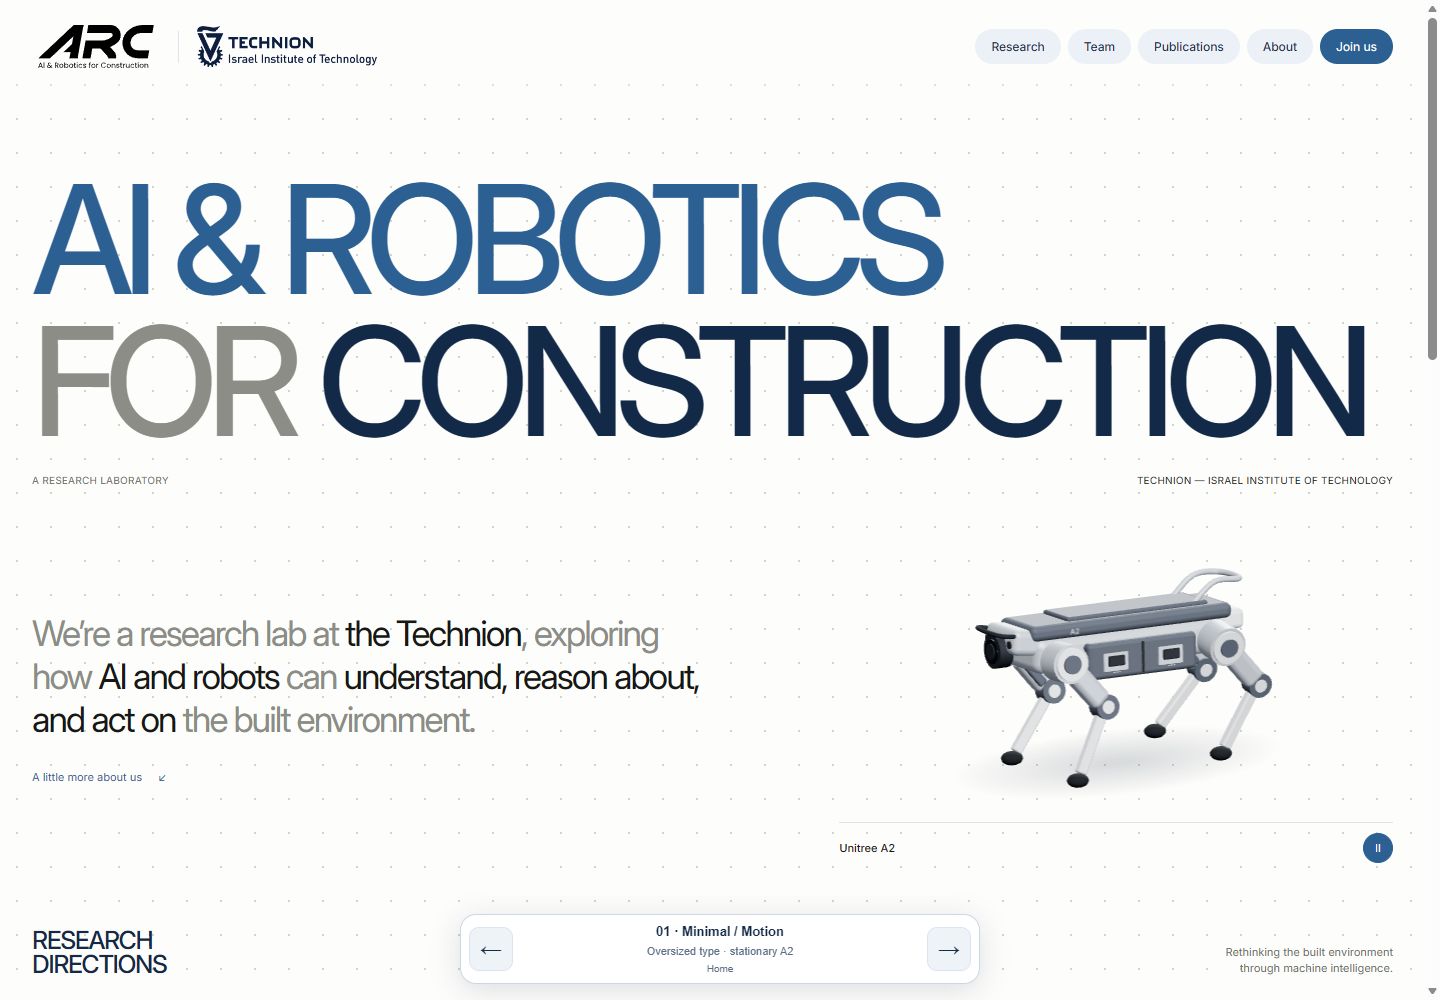 ARC
AI & Robotics for Construction
TECHNION
Israel Institute of Technology
Research
Team
Publications
About
Join us
AI & ROBOTICS
FOR CONSTRUCTION
A RESEARCH LABORATORY
TECHNION — ISRAEL INSTITUTE OF TECHNOLOGY
We’re a research lab at the Technion, exploring
how AI and robots can understand, reason about,
and act on the built environment.
A little more about us ↙
A2
Unitree A2
RESEARCH
DIRECTIONS
←
01 · Minimal / Motion
Oversized type · stationary A2
Home
→
Rethinking the built environment
through machine intelligence.